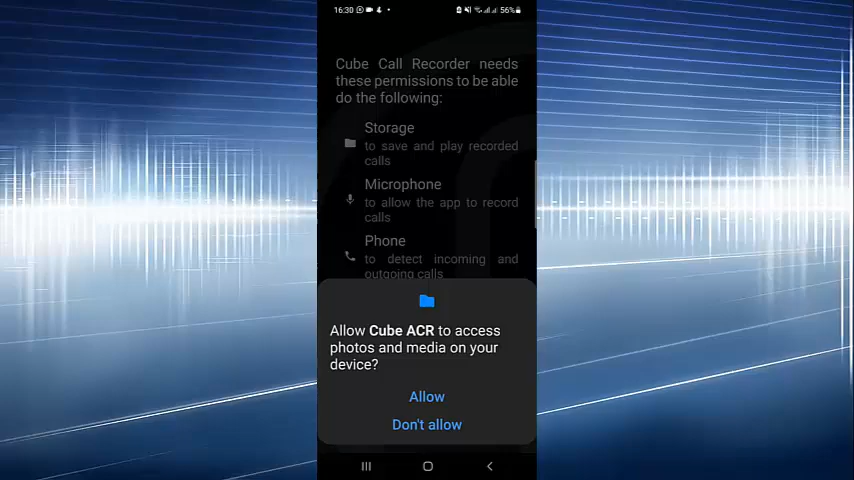 16:30
56%
Cube Call Recorder needs
these permissions to be able
do the following:
Storage
to save and play recorded
calls
Microphone
to allow the app to record
calls
Phone
to detect incoming and
outgoing calls
Allow Cube ACR to access
photos and media on your
device?
Allow
Don't allow